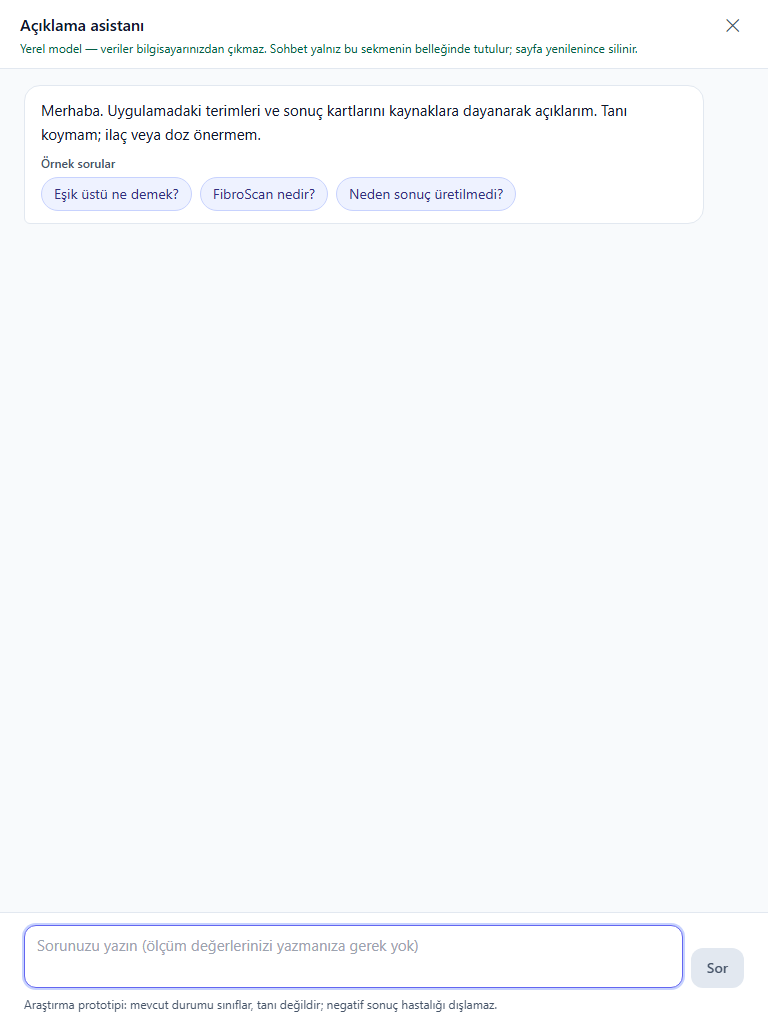 Açıklama asistanı
Yerel model — veriler bilgisayarınızdan çıkmaz. Sohbet yalnız bu sekmenin belleğinde tutulur; sayfa yenilenince silinir.
Merhaba. Uygulamadaki terimleri ve sonuç kartlarını kaynaklara dayanarak açıklarım. Tanı
koymam; ilaç veya doz önermem.
Örnek sorular
Eşik üstü ne demek? FibroScan nedir? Neden sonuç üretilmedi?
Sorunuzu yazın (ölçüm değerlerinizi yazmanıza gerek yok)
Sor
Araştırma prototipi: mevcut durumu sınıflar, tanı değildir; negatif sonuç hastalığı dışlamaz.